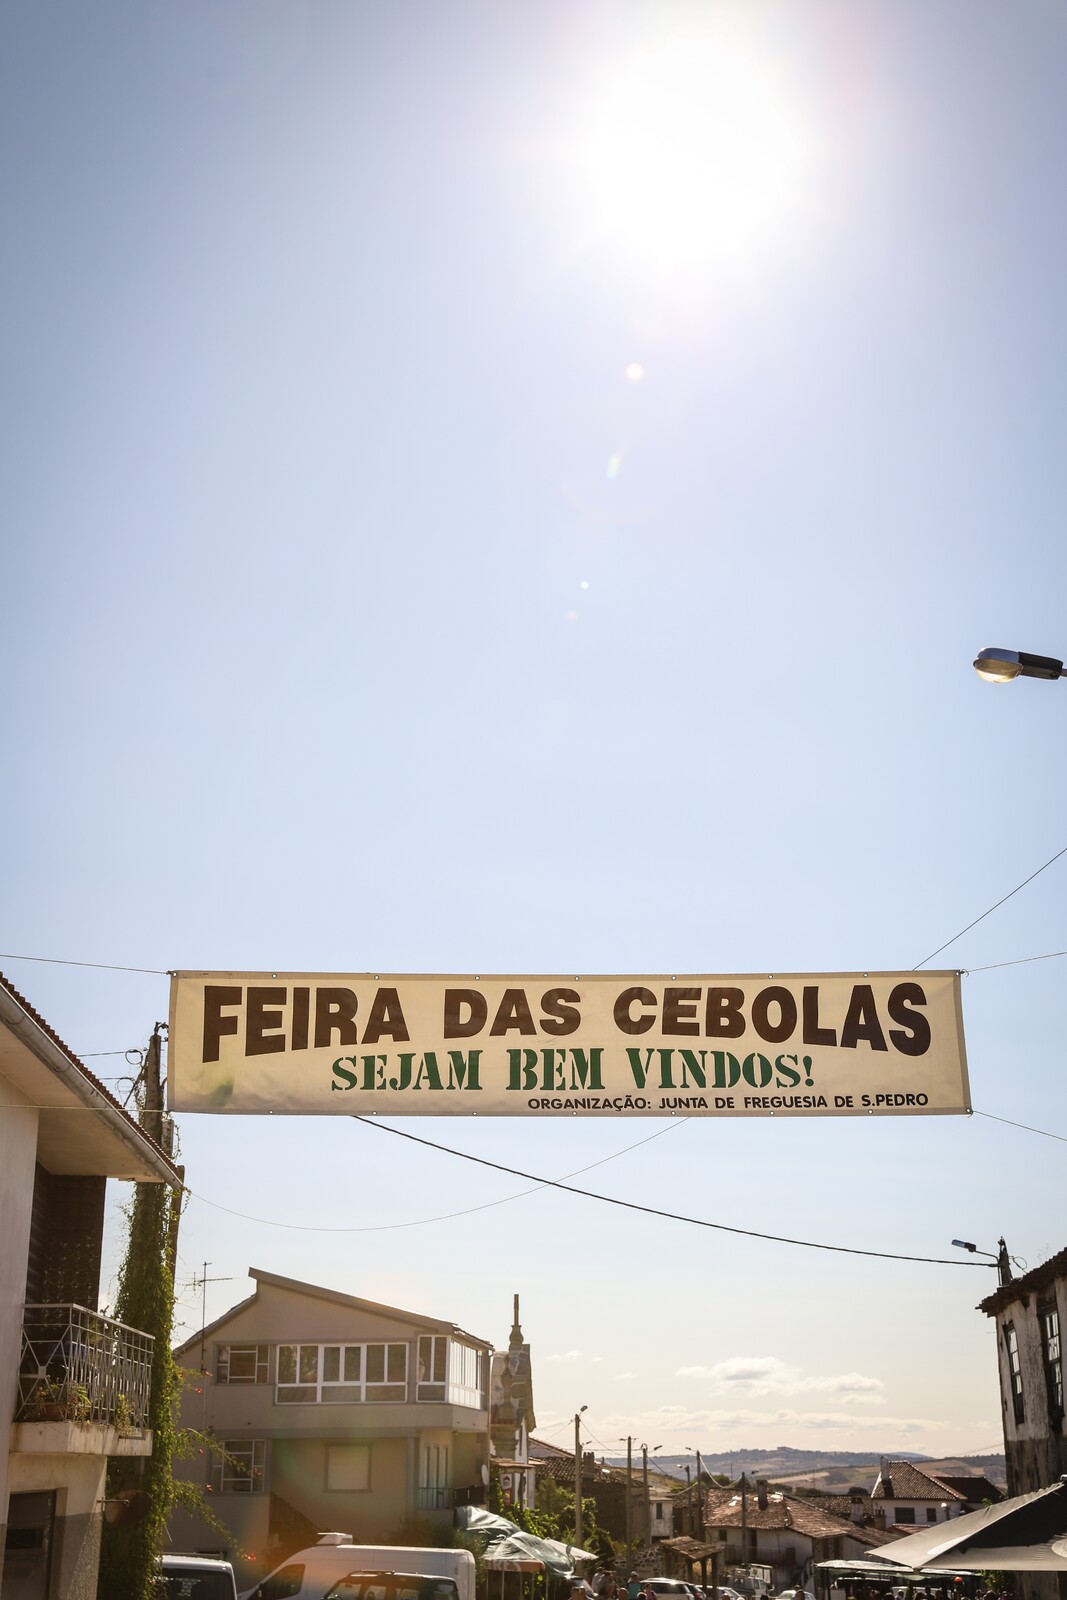 FEIRA DAS CEBOLAS
SEJAM BEM VINDOS!
ORGANIZAÇÃO: JUNTA DE FREGUESIA DE S.PEDRO